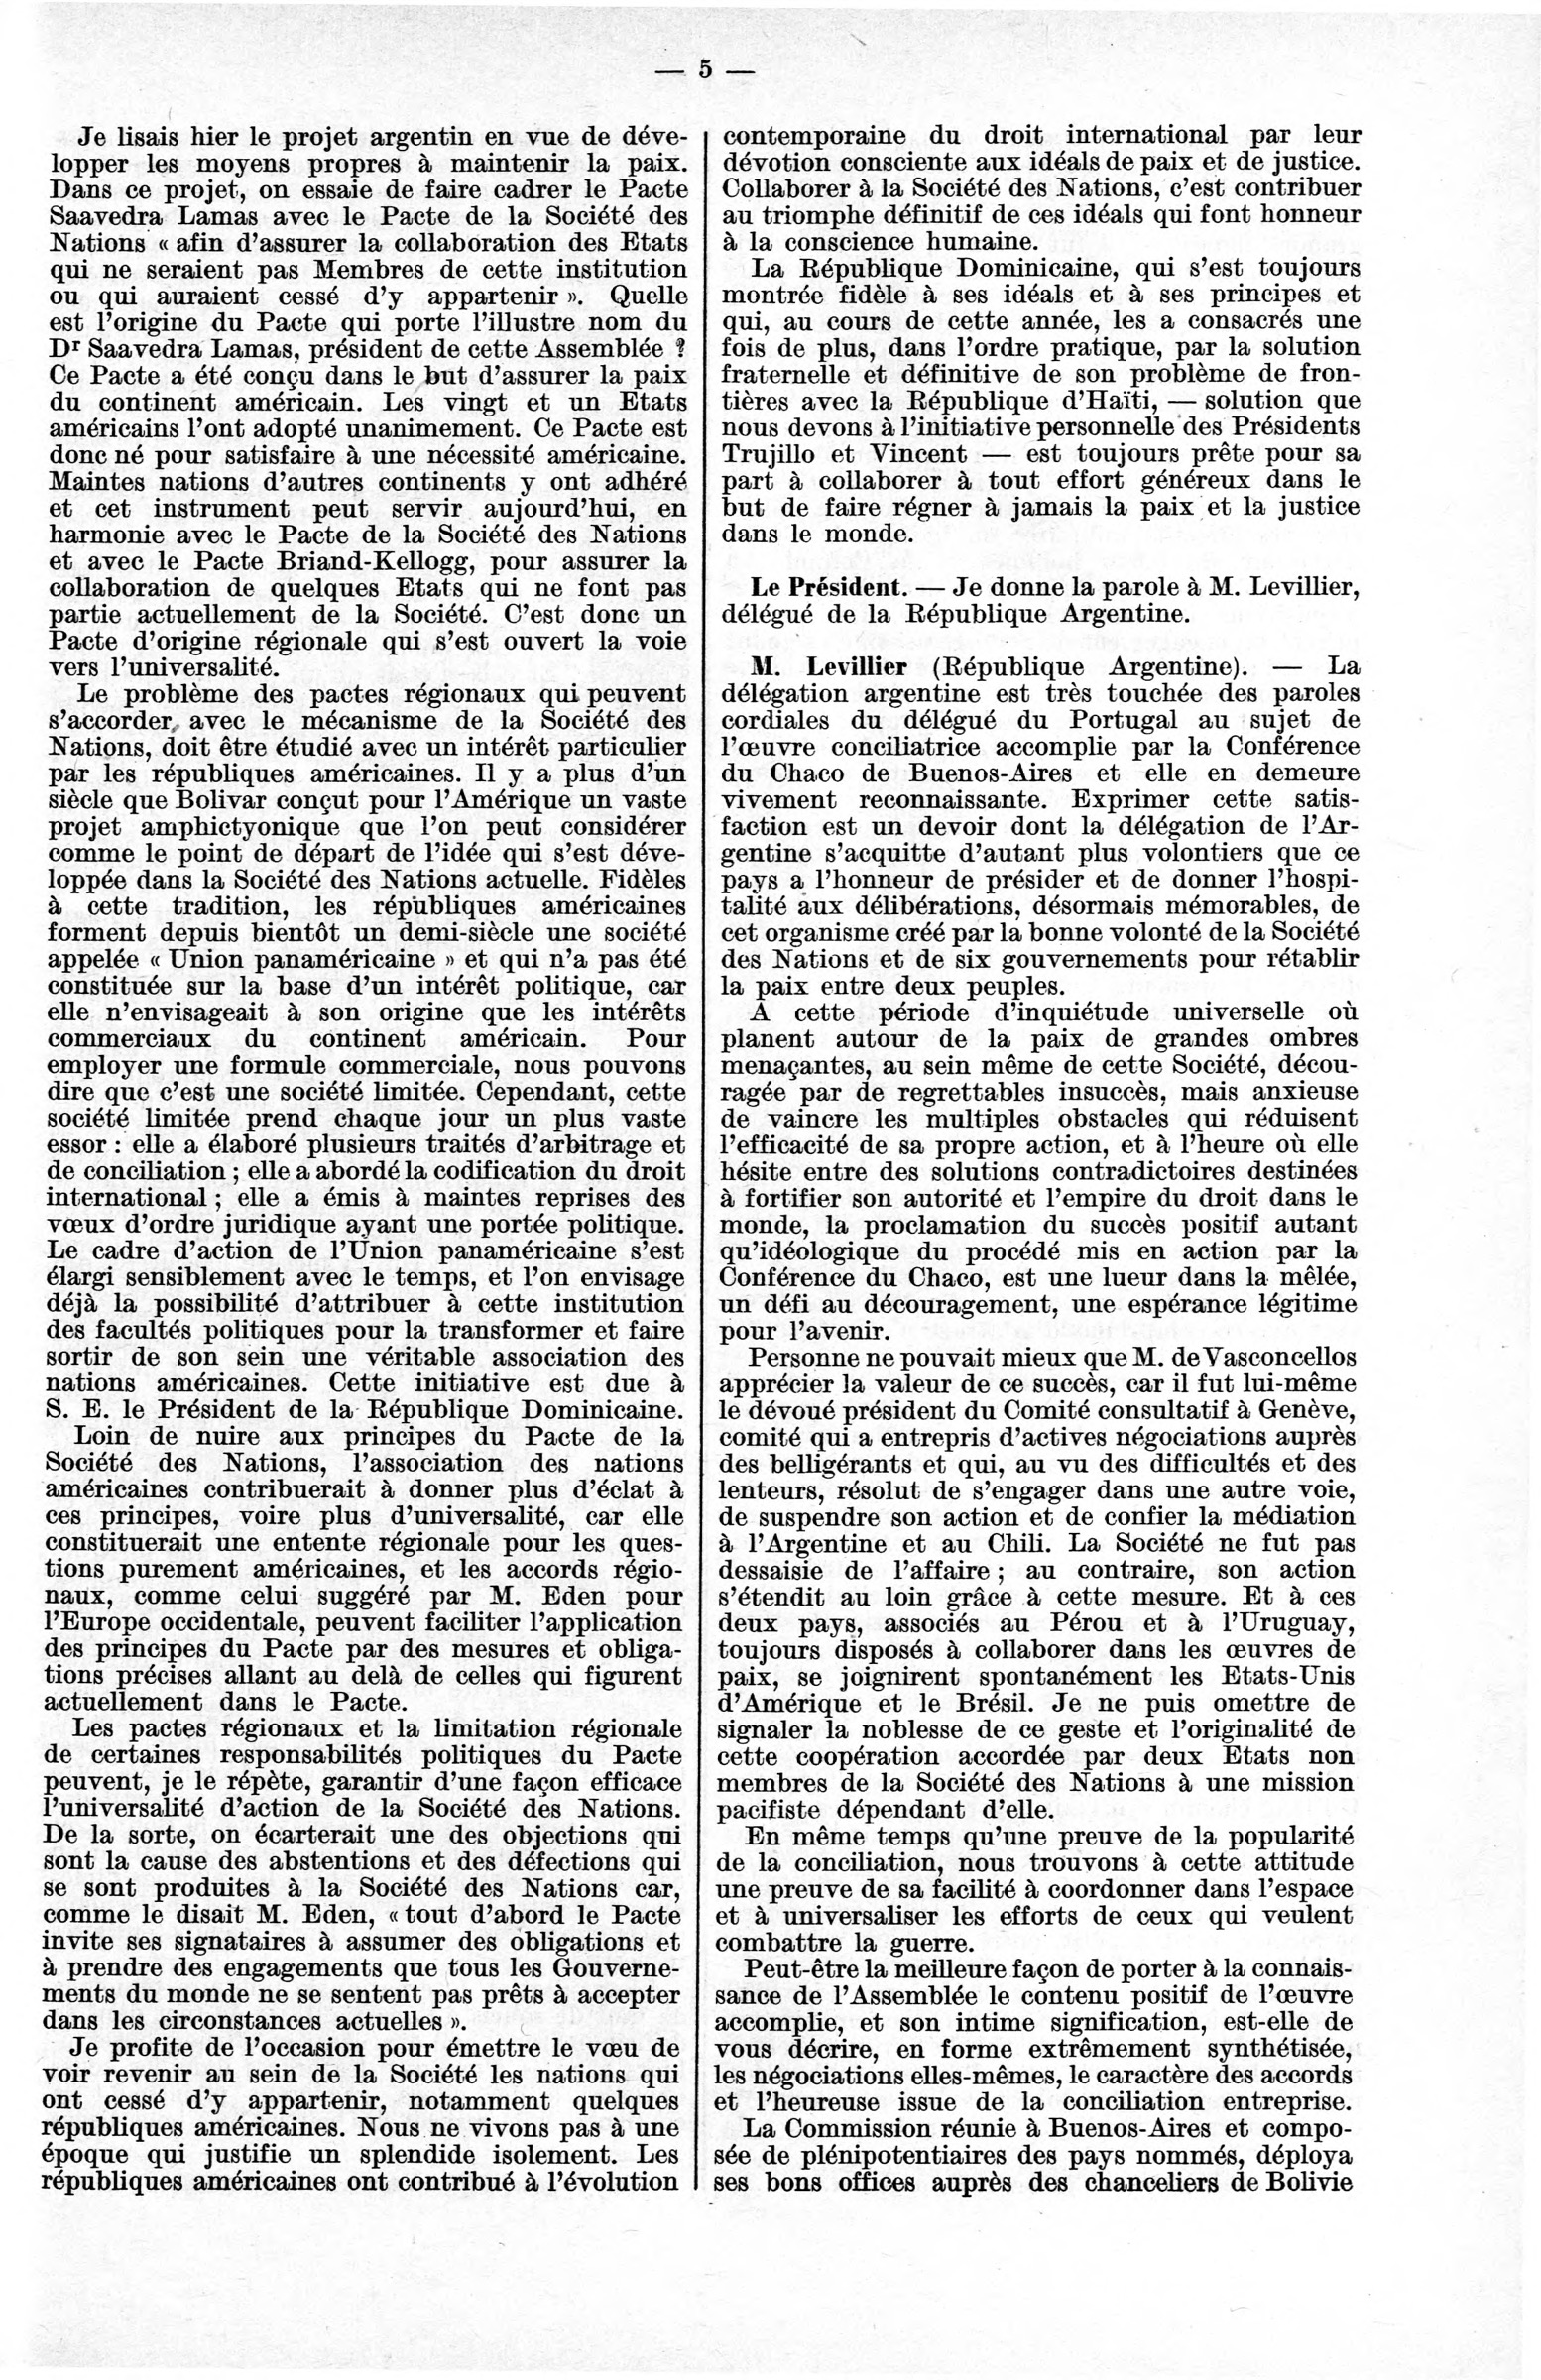 — 5 —
Je lisais hier le projet argentin en vue de déve-
lopper les moyens propres à maintenir la paix.
Dans ce projet, on essaie de faire cadrer le Pacte
Saavedra Lamas avec le Pacte de la Société des
Nations « afin d'assurer la collaboration des Etats
qui ne seraient pas Membres de cette institution
ou qui auraient cessé d'y appartenir ». Quelle
est l'origine du Pacte qui porte l'illustre nom du
Dr Saavedra Lamas, président de cette Assemblée ?
Ce Pacte a été conçu dans le but d'assurer la paix
du continent américain. Les vingt et un Etats
américains l'ont adopté unanimement. Ce Pacte est
donc né pour satisfaire à une nécessité américaine.
Maintes nations d'autres continents y ont adhéré
et cet instrument peut servir aujourd'hui, en
harmonie avec le Pacte de la Société des Nations
et avec le Pacte Briand-Kellogg, pour assurer la
collaboration de quelques Etats qui ne font pas
partie actuellement de la Société. C'est donc un
Pacte d'origine régionale qui s'est ouvert la voie
vers l'universalité.
Le problème des pactes régionaux qui peuvent
s'accorder, avec le mécanisme de la Société des
Nations, doit être étudié avec un intérêt particulier
par les républiques américaines. Il y a plus d'un
siècle que Bolivar conçut pour l'Amérique un vaste
projet amphictyonique que l'on peut considérer
comme le point de départ de l'idée qui s'est déve-
loppée dans la Société des Nations actuelle. Fidèles
à cette tradition, les républiques américaines
forment depuis bientôt un demi-siècle une société
appelée « Union panaméricaine » et qui n'a pas été
constituée sur la base d'un intérêt politique, car
elle n'envisageait à son origine que les intérêts
commerciaux du continent américain. Pour
employer une formule commerciale, nous pouvons
dire que c'est une société limitée. Cependant, cette
société limitée prend chaque jour un plus vaste
essor : elle a élaboré plusieurs traités d'arbitrage et
de conciliation ; elle a abordé la codification du droit
international ; elle a émis à maintes reprises des
vœux d'ordre juridique ayant une portée politique.
Le cadre d'action de l'Union panaméricaine s'est
élargi sensiblement avec le temps, et l'on envisage
déjà la possibilité d'attribuer à cette institution
des facultés politiques pour la transformer et faire
sortir de son sein une véritable association des
nations américaines. Cette initiative est due à
S. E. le Président de la République Dominicaine.
Loin de nuire aux principes du Pacte de la
Société des Nations, l'association des nations
américaines contribuerait à donner plus d'éclat à
ces principes, voire plus d'universalité, car elle
constituerait une entente régionale pour les ques-
tions purement américaines, et les accords régio-
naux, comme celui suggéré par M. Eden pour
l'Europe occidentale, peuvent faciliter l'application
des principes du Pacte par des mesures et obliga-
tions précises allant au delà de celles qui figurent
actuellement dans le Pacte.
Les pactes régionaux et la limitation régionale
de certaines responsabilités politiques du Pacte
peuvent, je le répète, garantir d'une façon efficace
l'universalité d'action de la Société des Nations.
De la sorte, on écarterait une des objections qui
sont la cause des abstentions et des défections qui
se sont produites à la Société des Nations car,
comme le disait M. Eden, « tout d'abord le Pacte
invite ses signataires à assumer des obligations et
à prendre des engagements que tous les Gouverne-
ments du monde ne se sentent pas prêts à accepter
dans les circonstances actuelles ».
Je profite de l'occasion pour émettre le vœu de
voir revenir au sein de la Société les nations qui
ont cessé d'y appartenir, notamment quelques
républiques américaines. Nous ne vivons pas à une
époque qui justifie un splendide isolement. Les
républiques américaines ont contribué à l'évolution
contemporaine du droit international par leur
dévotion consciente aux idéals de paix et de justice.
Collaborer à la Société des Nations, c'est contribuer
au triomphe définitif de ces idéals qui font honneur
à la conscience humaine.
La République Dominicaine, qui s'est toujours
montrée fidèle à ses idéals et à ses principes et
qui, au cours de cette année, les a consacrés une
fois de plus, dans l'ordre pratique, par la solution
fraternelle et définitive de son problème de fron-
tières avec la République d'Haïti, — solution que
nous devons à l'initiative personnelle des Présidents
Trujillo et Vincent — est toujours prête pour sa
part à collaborer à tout effort généreux dans le
but de faire régner à jamais la paix et la justice
dans le monde.
Le Président. — Je donne la parole à M. Levillier,
délégué de la République Argentine.
M. Levillier (République Argentine). — La
délégation argentine est très touchée des paroles
cordiales du délégué du Portugal au sujet de
l'œuvre conciliatrice accomplie par la Conférence
du Chaco de Buenos-Aires et elle en demeure
vivement reconnaissante. Exprimer cette satis-
faction est un devoir dont la délégation de l'Ar-
gentine s'acquitte d'autant plus volontiers que ce
pays a l'honneur de présider et de donner l'hospi-
talité aux délibérations, désormais mémorables, de
cet organisme créé par la bonne volonté de la Société
des Nations et de six gouvernements pour rétablir
la paix entre deux peuples.
A cette période d'inquiétude universelle où
planent autour de la paix de grandes ombres
menaçantes, au sein même de cette Société, décou-
ragée par de regrettables insuccès, mais anxieuse
de vaincre les multiples obstacles qui réduisent
l'efficacité de sa propre action, et à l'heure où elle
hésite entre des solutions contradictoires destinées
à fortifier son autorité et l'empire du droit dans le
monde, la proclamation du succès positif autant
qu'idéologique du procédé mis en action par la
Conférence du Chaco, est une lueur dans la mêlée,
un défi au découragement, une espérance légitime
pour l'avenir.
Personne ne pouvait mieux que M. de Vasconcellos
apprécier la valeur de ce succès, car il fut lui-même
le dévoué président du Comité consultatif à Genève,
comité qui a entrepris d'actives négociations auprès
des belligérants et qui, au vu des difficultés et des
lenteurs, résolut de s'engager dans une autre voie,
de suspendre son action et de confier la médiation
à l'Argentine et au Chili. La Société ne fut pas
dessaisie de l'affaire ; au contraire, son action
s'étendit au loin grâce à cette mesure. Et à ces
deux pays, associés au Pérou et à l'Uruguay,
toujours disposés à collaborer dans les œuvres de
paix, se joignirent spontanément les Etats-Unis
d'Amérique et le Brésil. Je ne puis omettre de
signaler la noblesse de ce geste et l'originalité de
cette coopération accordée par deux Etats non
membres de la Société des Nations à une mission
pacifiste dépendant d'elle.
En même temps qu'une preuve de la popularité
de la conciliation, nous trouvons à cette attitude
une preuve de sa facilité à coordonner dans l'espace
et à universaliser les efforts de ceux qui veulent
combattre la guerre.
Peut-être la meilleure façon de porter à la connais-
sance de l'Assemblée le contenu positif de l'œuvre
accomplie, et son intime signification, est-elle de
vous décrire, en forme extrêmement synthétisée,
les négociations elles-mêmes, le caractère des accords
et l'heureuse issue de la conciliation entreprise.
La Commission réunie à Buenos-Aires et compo-
sée de plénipotentiaires des pays nommés, déploya
ses bons offices auprès des chanceliers de Bolivie